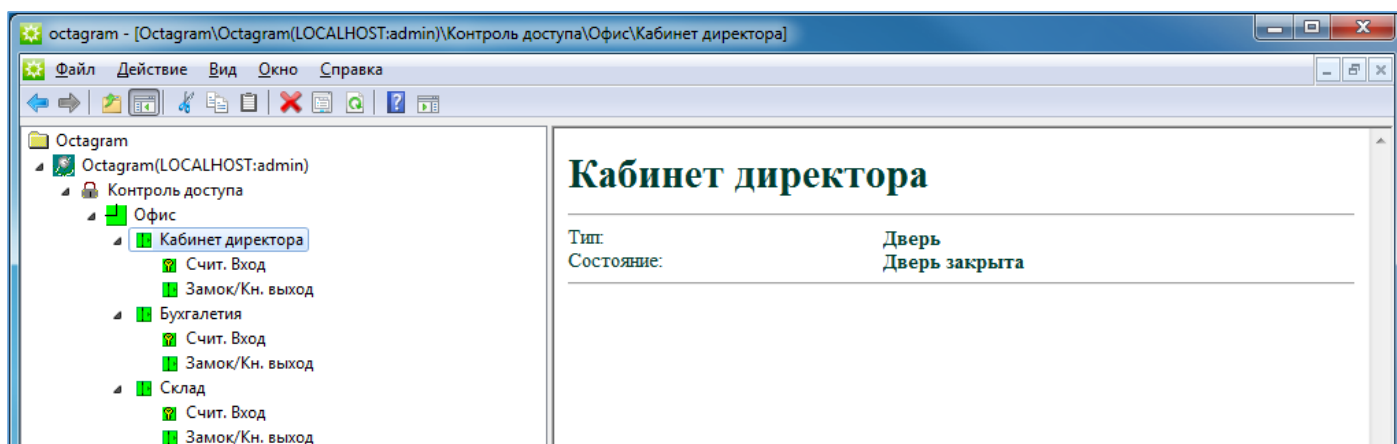 octagram - [Octagram\Octagram(LOCALHOST:admin)\Контроль доступа\Офис\Кабинет директора]
Файл Действие Вид Окно Справка
Octagram
Octagram(LOCALHOST:admin)
Контроль доступа
Офис
Кабинет директора
Счит. Вход
Замок/Кн. выход
Бухгалетия
Счит. Вход
Замок/Кн. выход
Склад
Счит. Вход
Замок/Кн. выход
Кабинет директора
Тип: Дверь
Состояние: Дверь закрыта